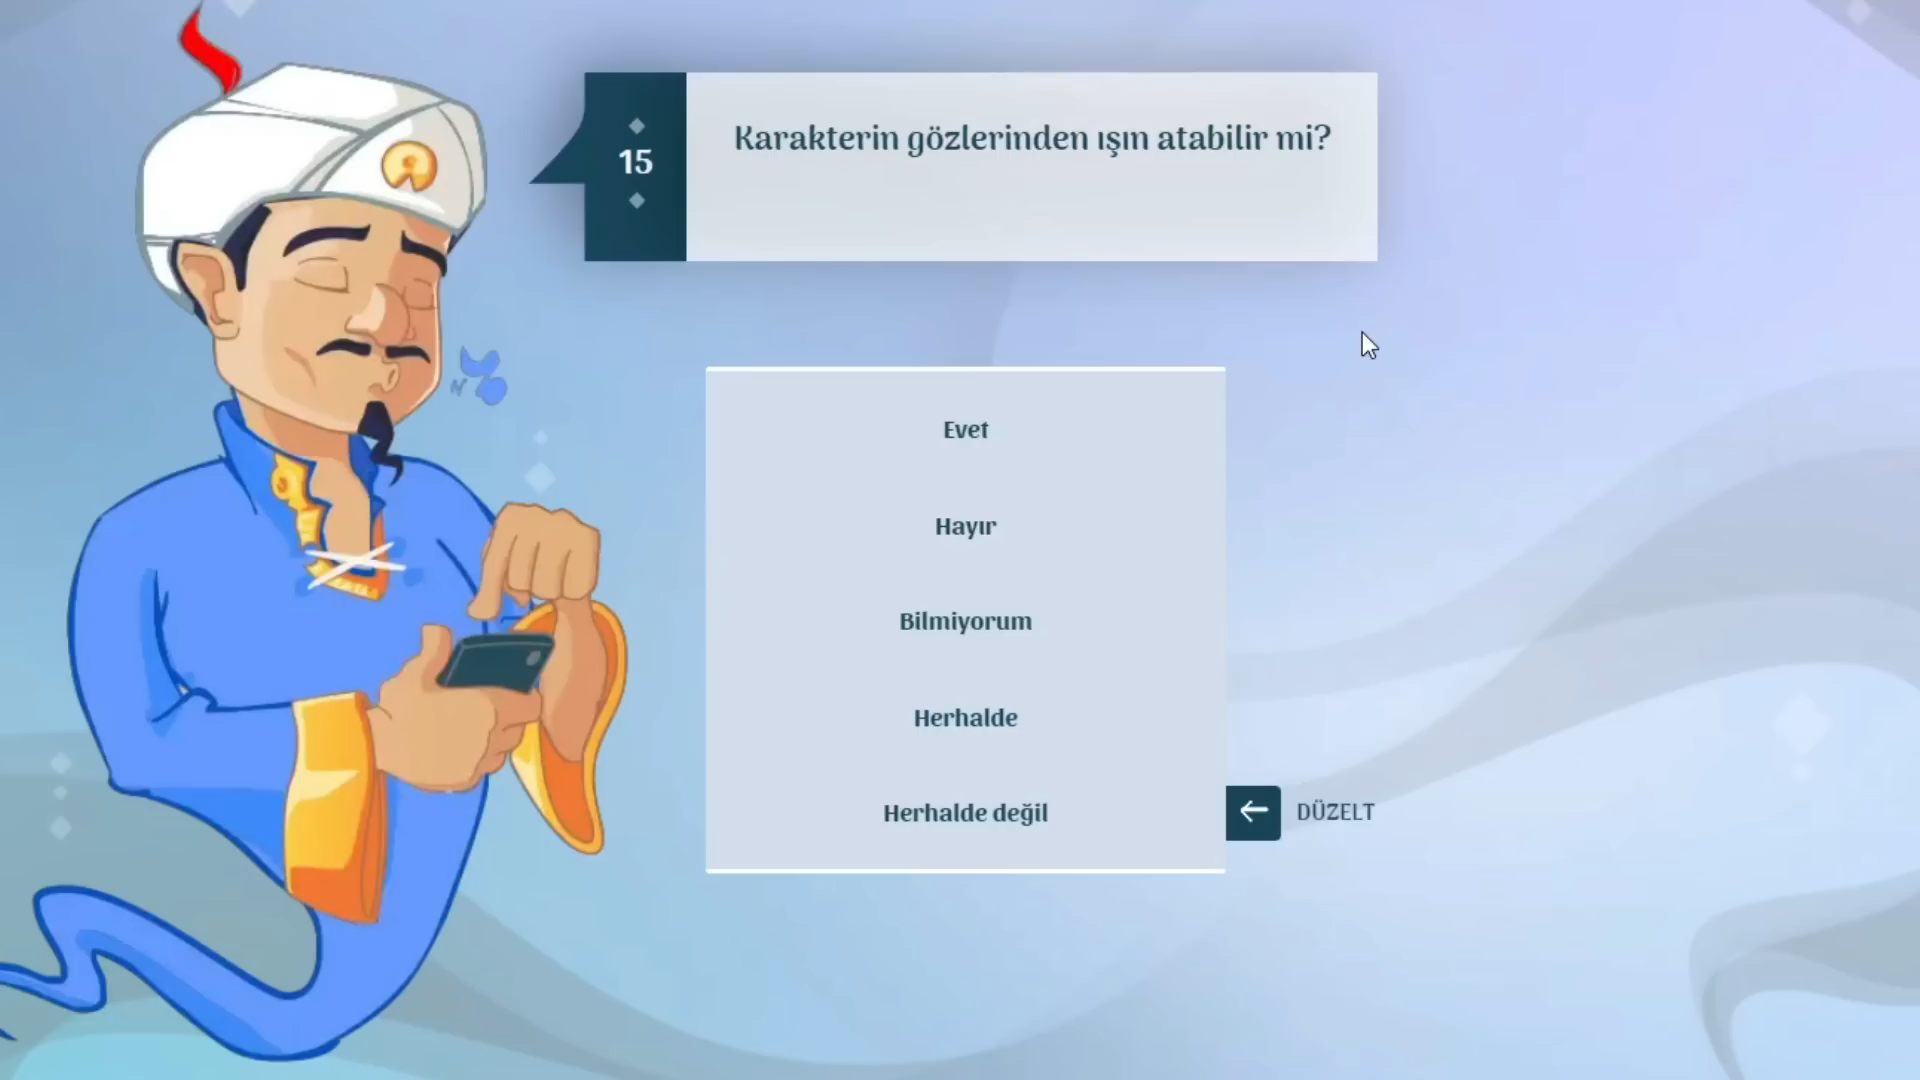 15
Karakterin gözlerinden ışın atabilir mi?
Evet
Hayır
Bilmiyorum
Herhalde
Herhalde değil
DÜZELT